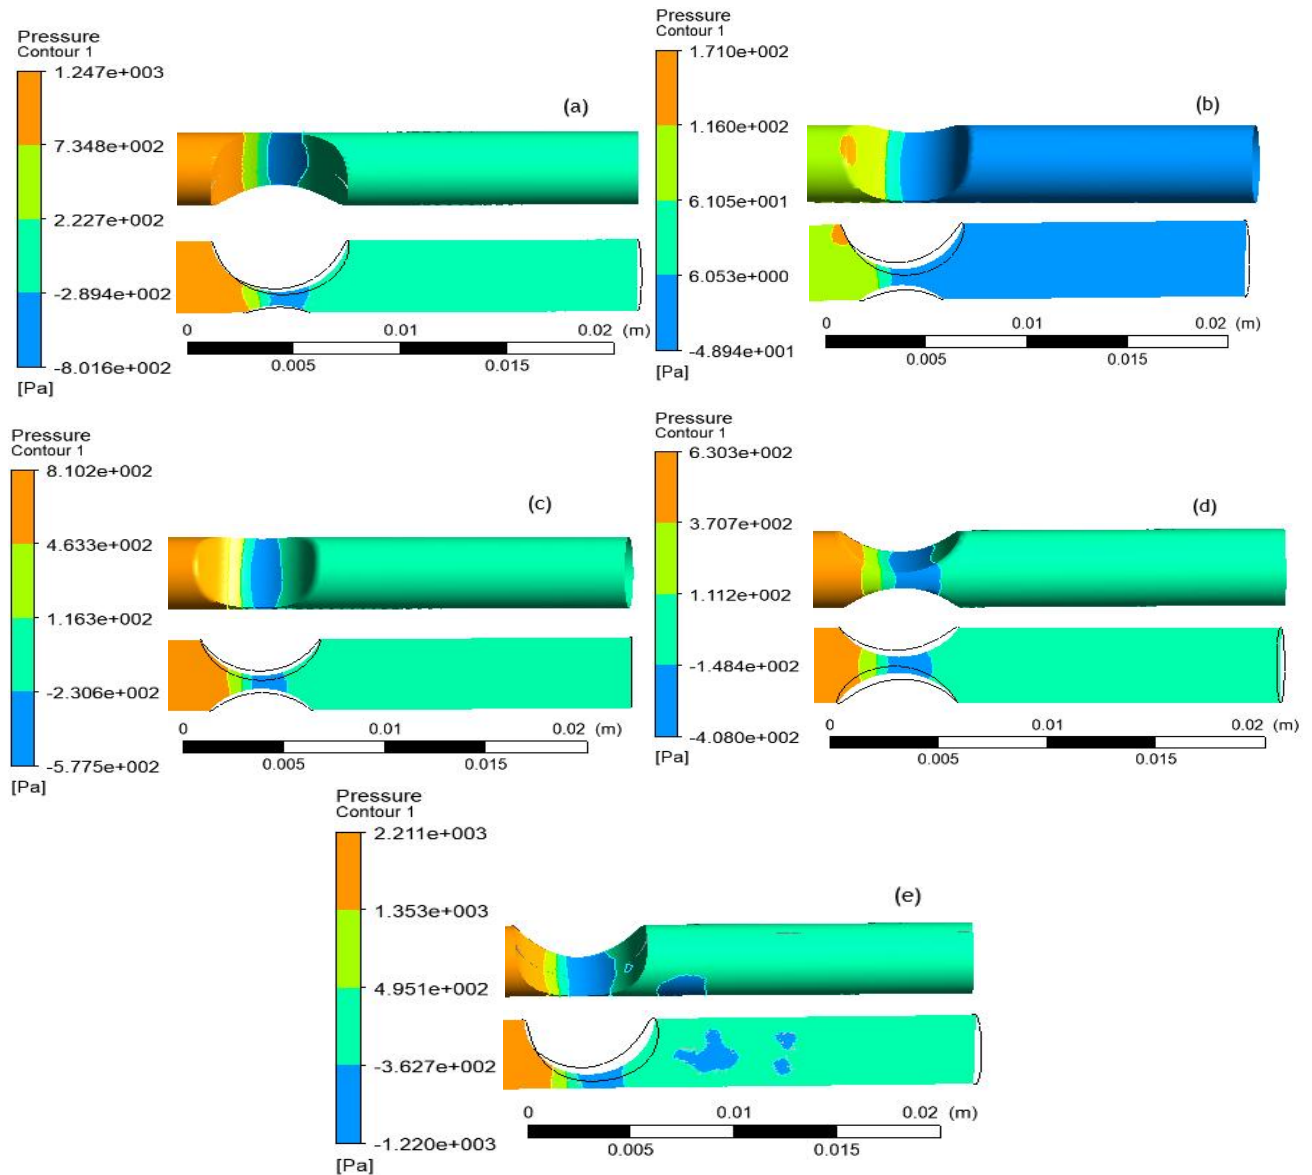 Pressure
Contour 1
1.247e+003
7.348e+002
2.227e+002
-2.894e+002
-8.016e+002
[Pa]
(a)
0 0.01 0.02 (m)
0.005 0.015
Pressure
Contour 1
1.710e+002
1.160e+002
6.105e+001
6.053e+000
-4.894e+001
[Pa]
(b)
0 0.01 0.02 (m)
0.005 0.015
Pressure
Contour 1
8.102e+002
4.633e+002
1.163e+002
-2.306e+002
-5.775e+002
[Pa]
(c)
0 0.01 0.02 (m)
0.005 0.015
Pressure
Contour 1
6.303e+002
3.707e+002
1.112e+002
-1.484e+002
-4.080e+002
[Pa]
(d)
0 0.01 0.02 (m)
0.005 0.015
Pressure
Contour 1
2.211e+003
1.353e+003
4.951e+002
-3.627e+002
-1.220e+003
[Pa]
(e)
0 0.01 0.02 (m)
0.005 0.015